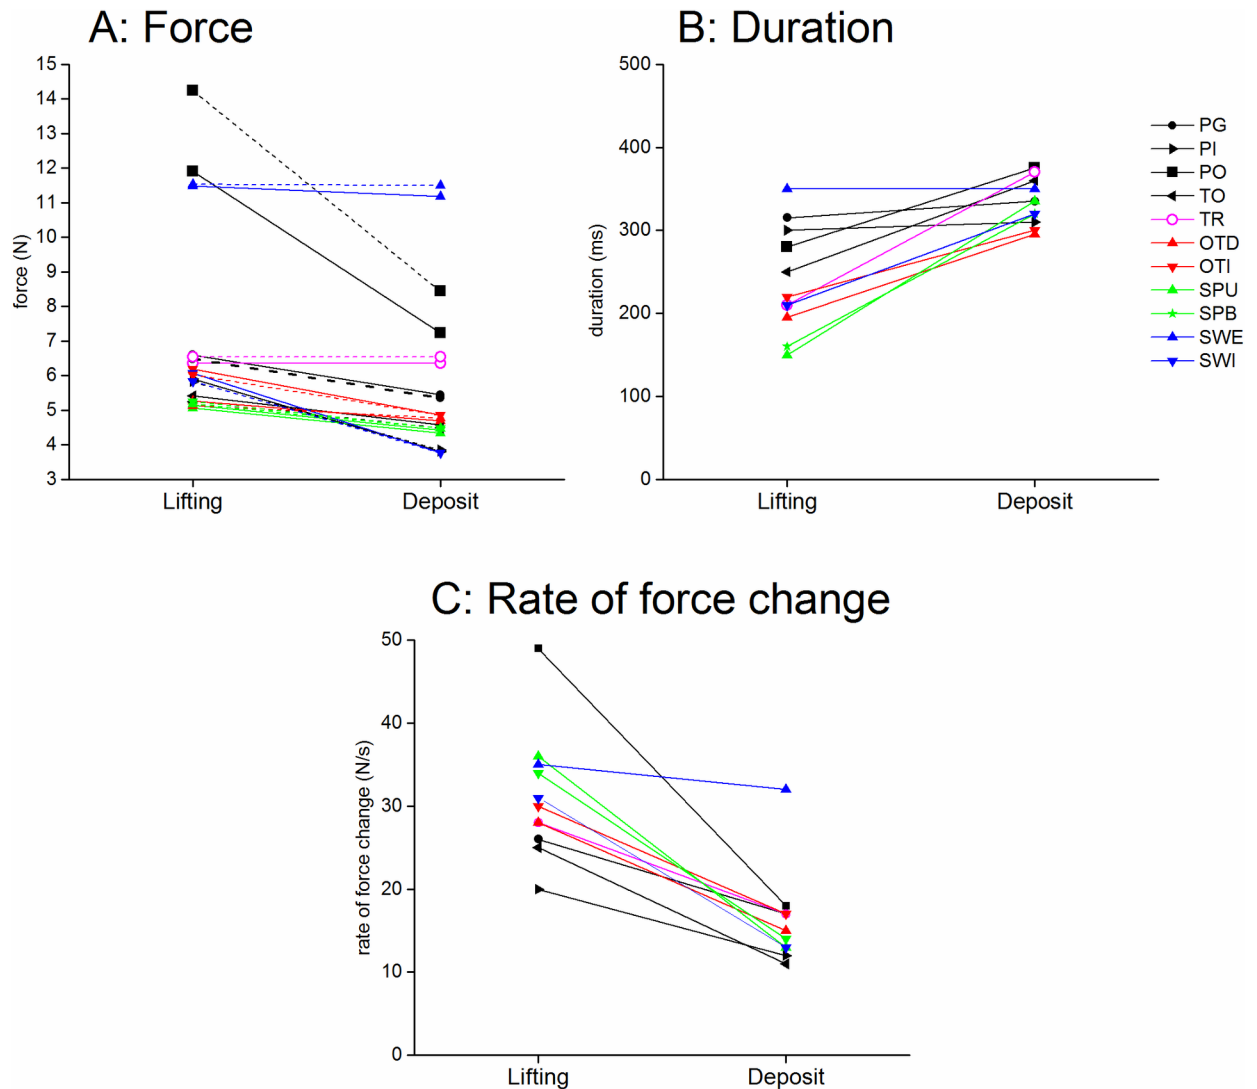 A: Force
15
14
13
12
11
10
9
8
7
6
5
4
3
force (N)
Lifting Deposit
B: Duration
500
400
300
200
100
0
duration (ms)
Lifting Deposit
PG
PI
PO
TO
TR
OTD
OTI
SPU
SPB
SWE
SWI
C: Rate of force change
50
40
30
20
10
0
rate of force change (N/s)
Lifting Deposit